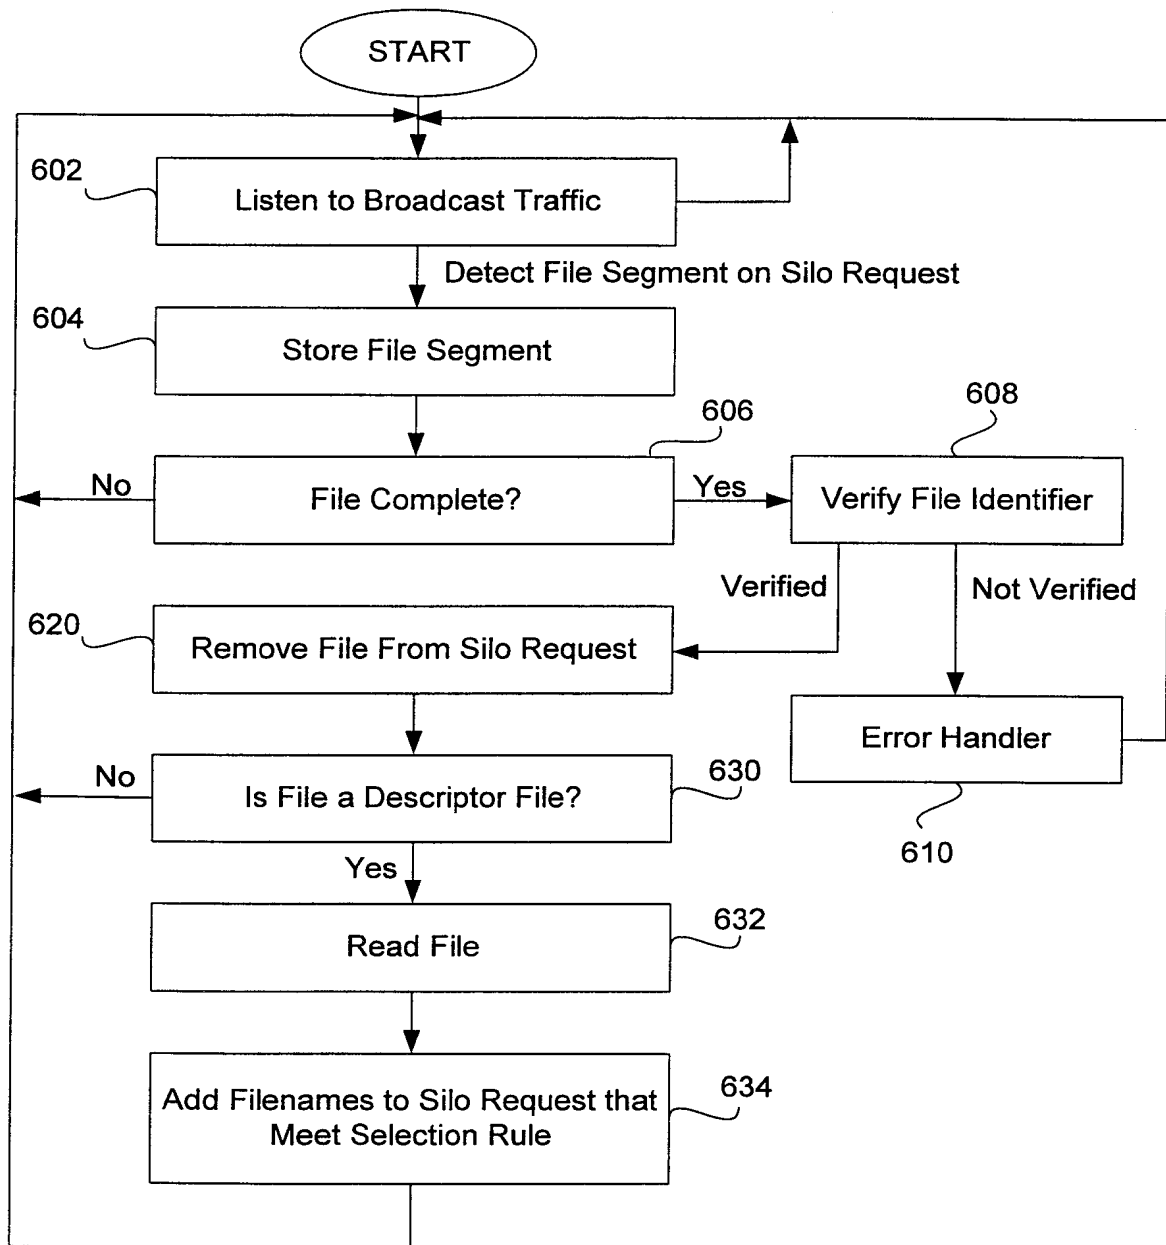 START
602
Listen to Broadcast Traffic
Detect File Segment on Silo Request
604
Store File Segment
606
608
No
File Complete?
Yes
Verify File Identifier
Verified
Not Verified
620
Remove File From Silo Request
Error Handler
No
Is File a Descriptor File?
630
610
Yes
632
Read File
634
Add Filenames to Silo Request that
Meet Selection Rule